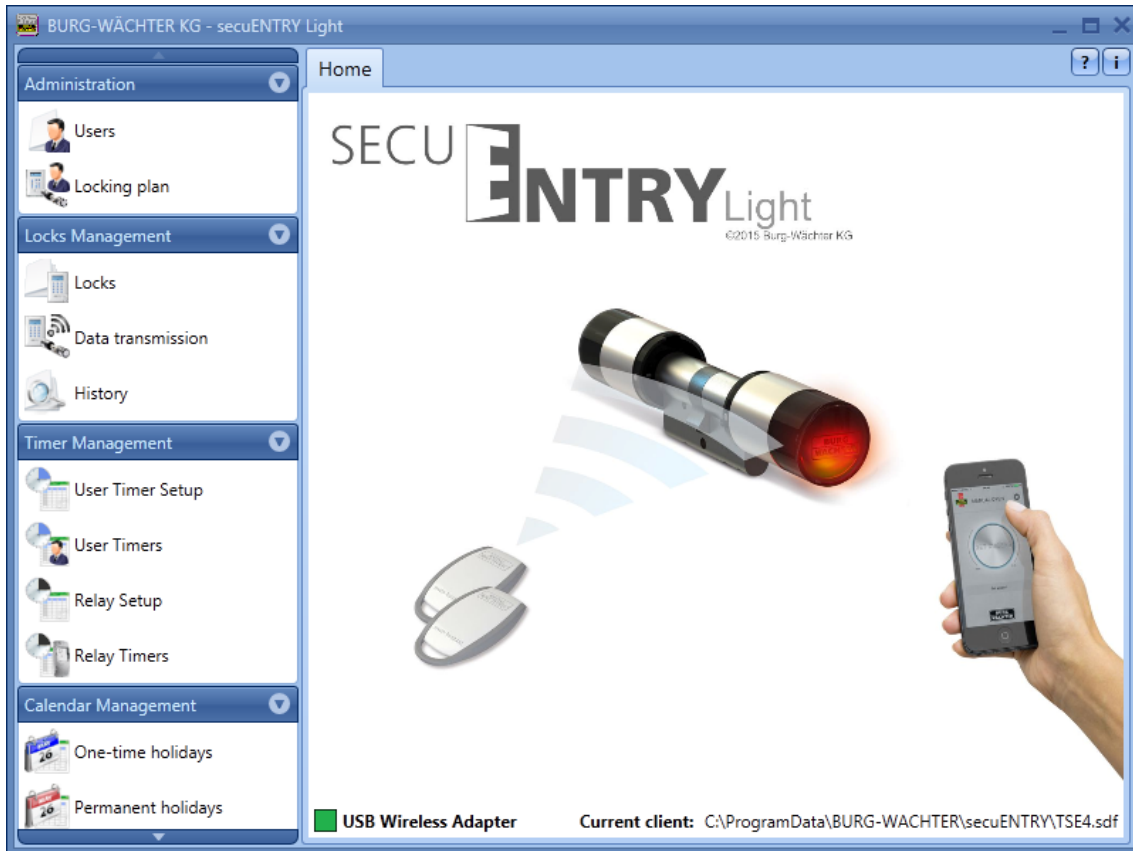 BURG-WÄCHTER KG - secuENTRY Light
Administration
Users
Locking plan
Locks Management
Locks
Data transmission
History
Timer Management
User Timer Setup
User Timers
Relay Setup
Relay Timers
Calendar Management
One-time holidays
Permanent holidays
Home
? i
SECU ENTRY Light
©2015 Burg-Wächter KG
BURG
WÄCHTER
USB Wireless Adapter
Current client: C:\ProgramData\BURG-WACHTER\secuENTRY\TSE4.sdf